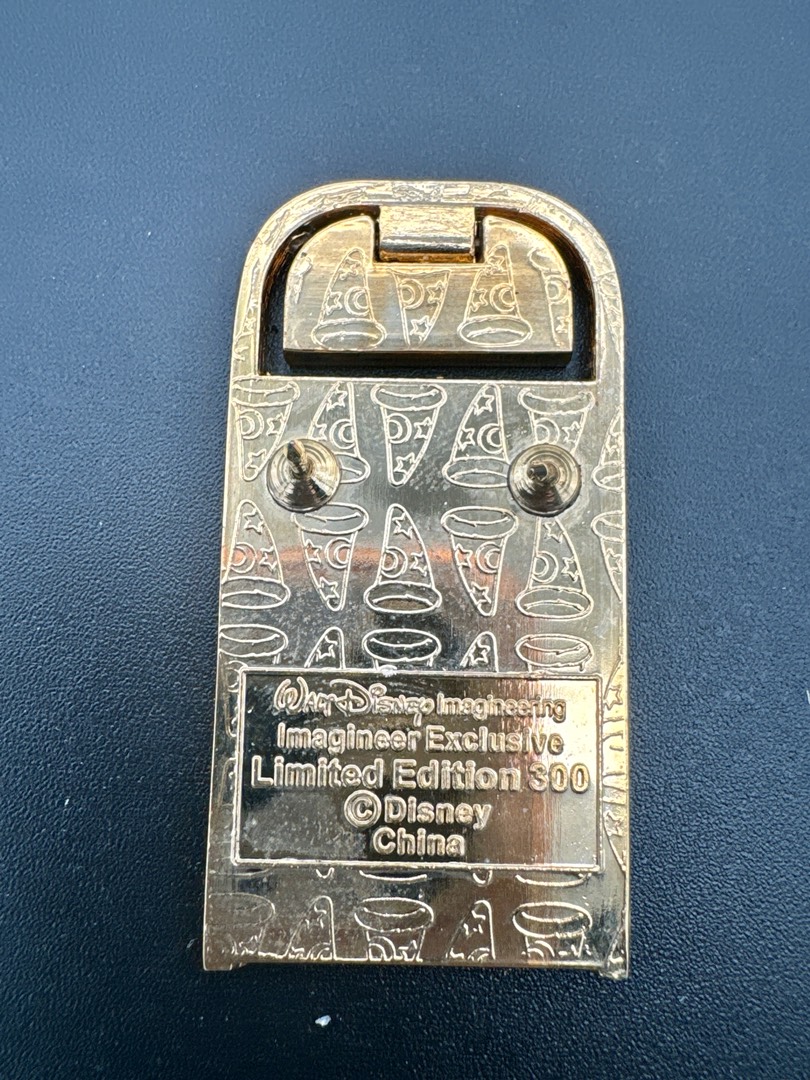 Walt Disney Imagineering
Imagineer Exclusive
Limited Edition 300
©Disney
China